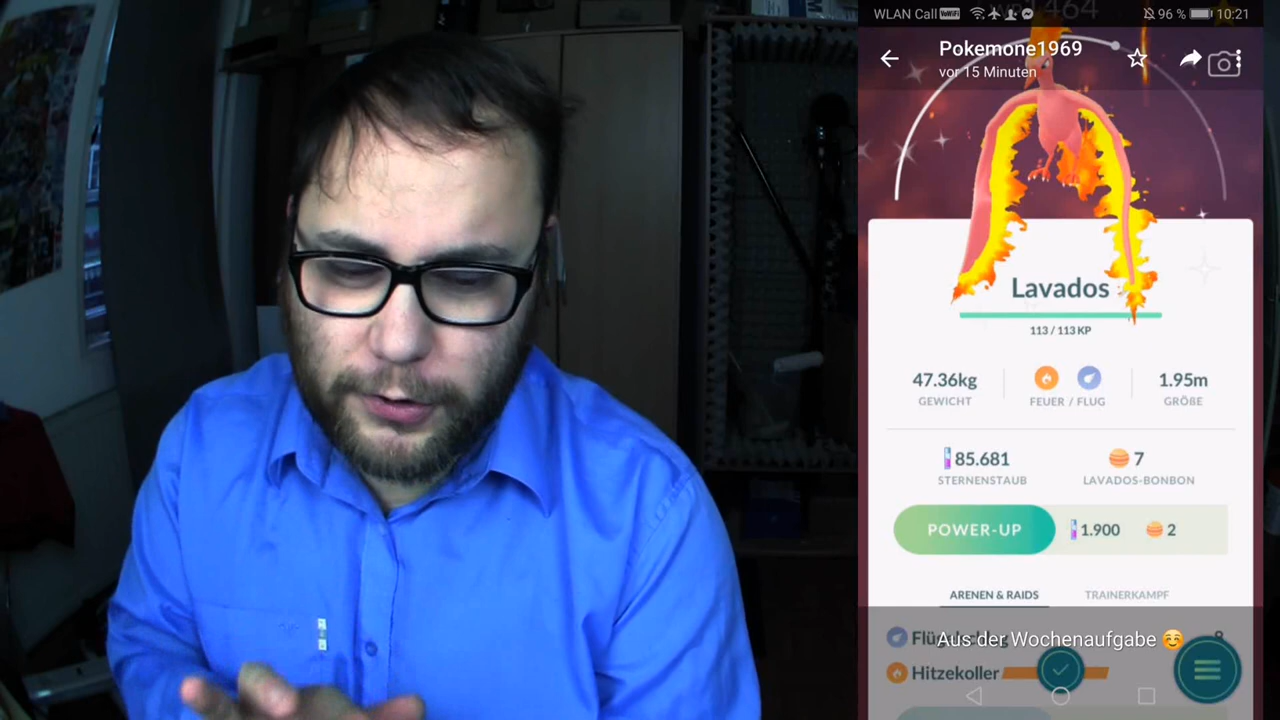 WLAN Call VoWiFi 96 % 10:21
464
Pokemone1969
vor 15 Minuten
Lavados
113 / 113 KP
47.36kg
GEWICHT
FEUER / FLUG
1.95m
GRÖßE
85.681
STERNENSTAUB
7
LAVADOS-BONBON
POWER-UP 1.900 2
ARENEN & RAIDS TRAINERKAMPF
Aus der Wochenaufgabe
Hitzekoller